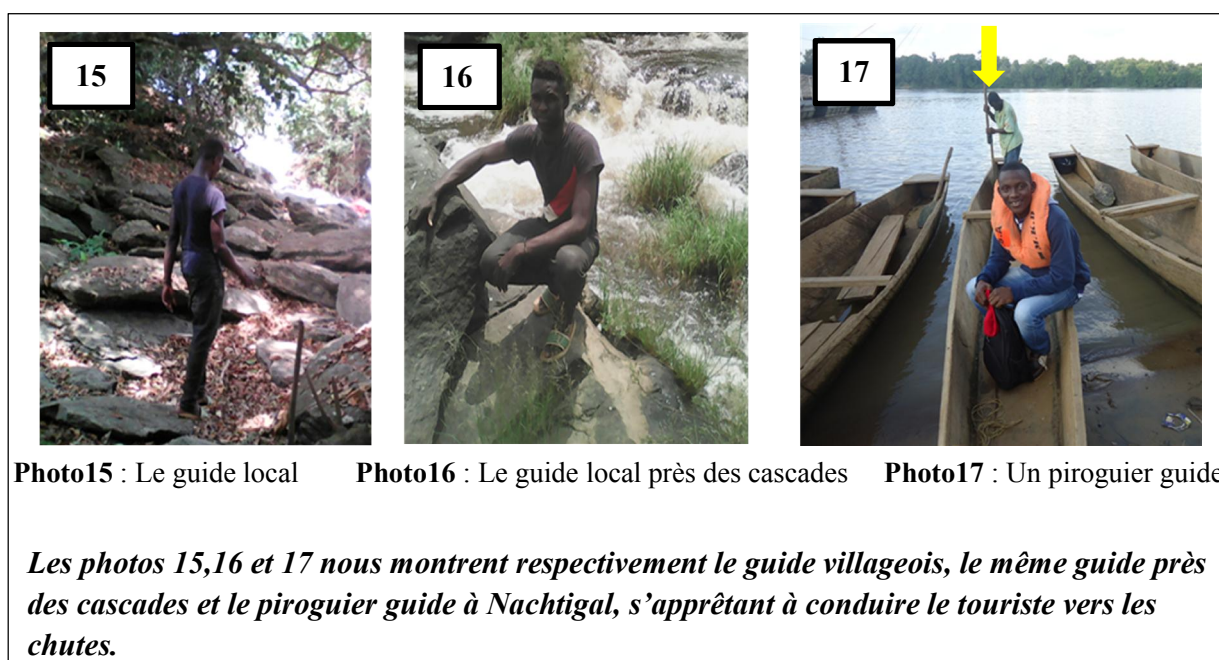 15
16
17
Photo15 : Le guide local Photo16 : Le guide local près des cascades Photo17 : Un piroguier guide
Les photos 15,16 et 17 nous montrent respectivement le guide villageois, le même guide près
des cascades et le piroguier guide à Nachtigal, s’apprêtant à conduire le touriste vers les
chutes.